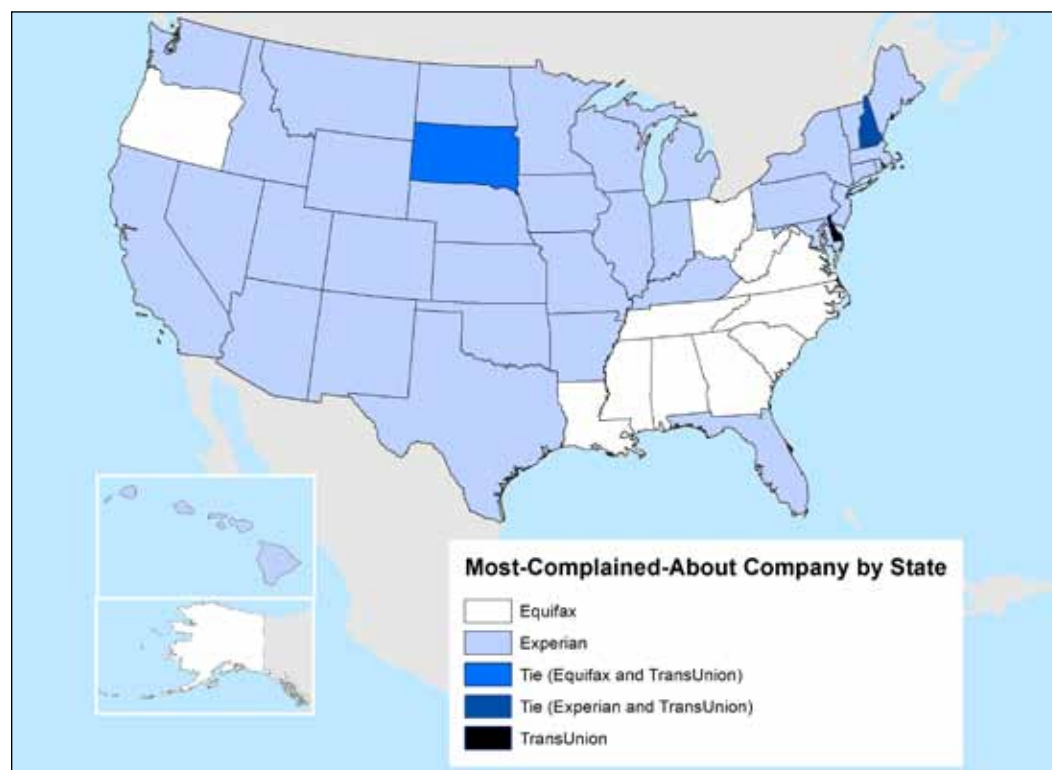 Most-Complained-About Company by State
Equifax
Experian
Tie (Equifax and TransUnion)
Tie (Experian and TransUnion)
TransUnion